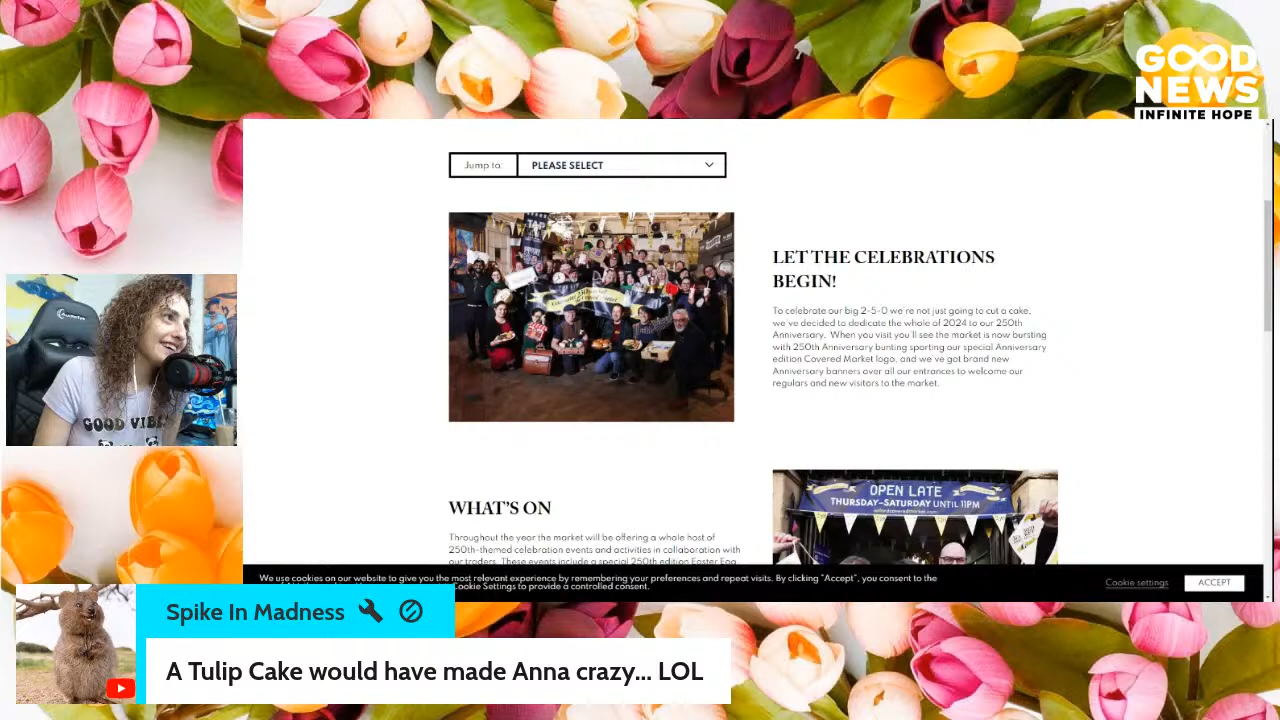 GOOD
NEWS
INFINITE HOPE
Jump to:
PLEASE SELECT
TAP
LET THE CELEBRATIONS
BEGIN!
To celebrate our big 2-5-0 we're not just going to cut a cake,
we've decided to dedicate the whole of 2024 to our 250th
Anniversary. When you visit you'll see the market is now bursting
with 250th Anniversary bunting sporting our special Anniversary
edition Covered Market logo, and we've got brand new
Anniversary banners over all our entrances to welcome our
regulars and new visitors to the market.
GOOD VIBES
WHAT'S ON
Throughout the year the market will be offering a whole host of
250th-themed celebration events and activities in collaboration with
our traders. These events include a special 250th edition Easter Egg
OPEN LATE
THURSDAY–SATURDAY UNTIL 11PM
We use cookies on our website to give you the most relevant experience by remembering your preferences and repeat visits. By clicking "Accept", you consent to the
Cookie Settings to provide a controlled consent.
Cookie settings
ACCEPT
Spike In Madness
A Tulip Cake would have made Anna crazy... LOL